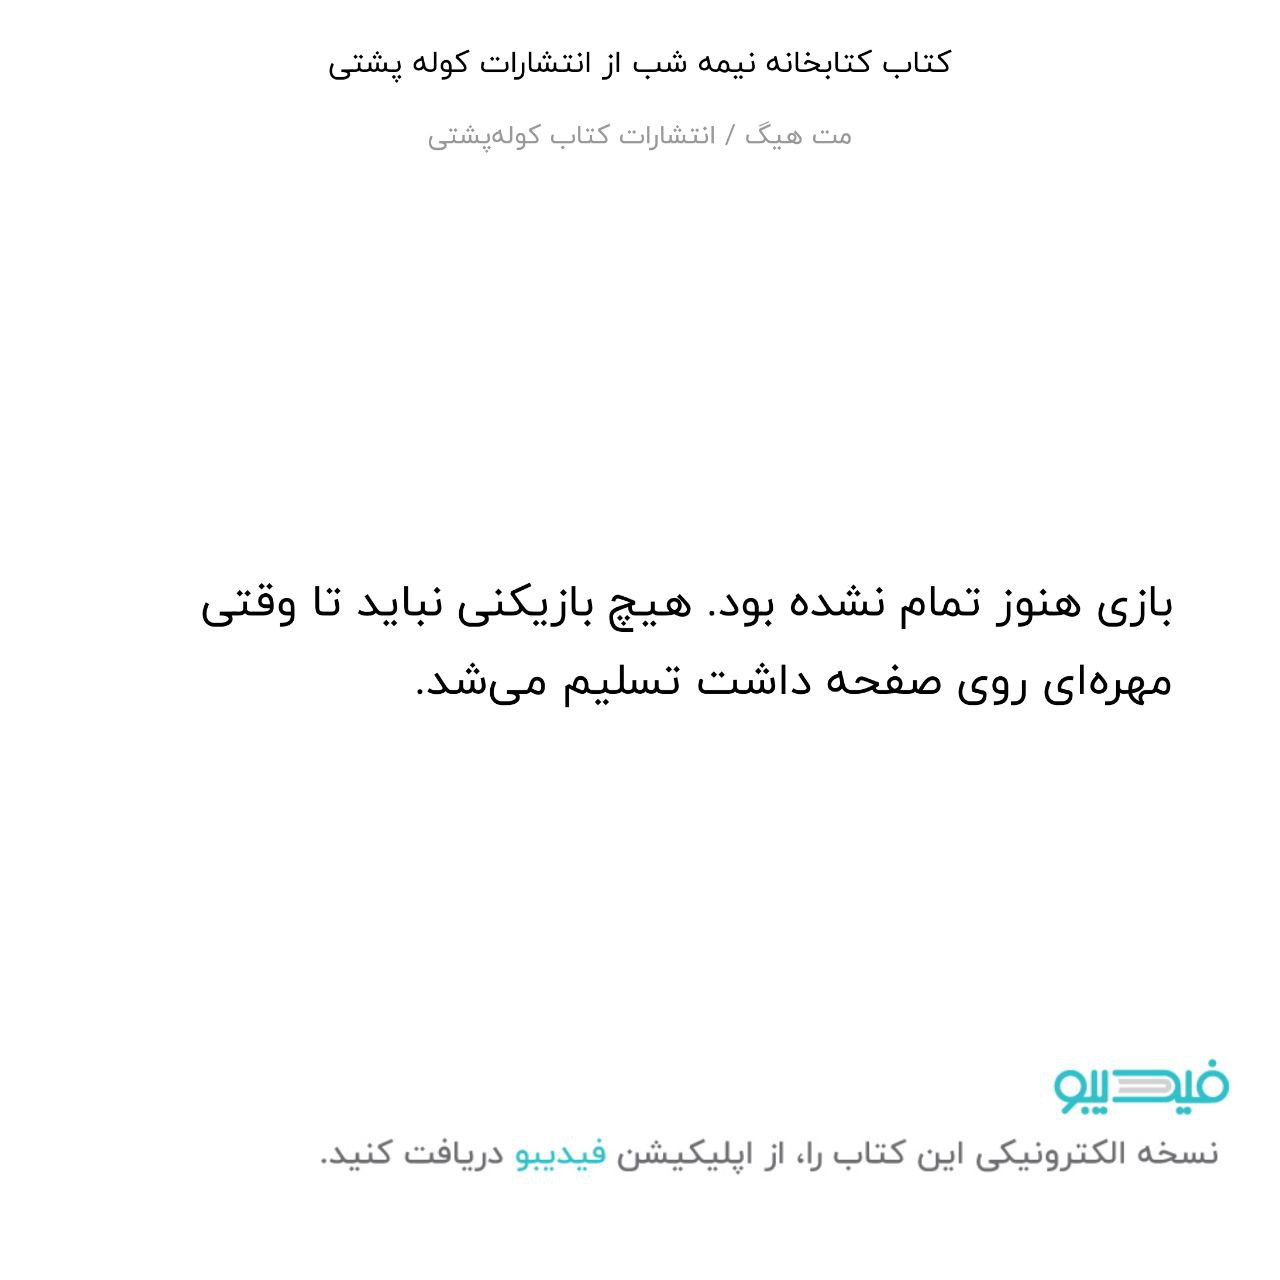 کتاب کتابخانه نیمه شب از انتشارات کوله پشتی
مت هیگ / انتشارات کتاب کوله‌پشتی
بازی هنوز تمام نشده بود. هیچ بازیکنی نباید تا وقتی
مهره‌ای روی صفحه داشت تسلیم می‌شد.
فیدیبو
نسخه الکترونیکی این کتاب را، از اپلیکیشن فیدیبو دریافت کنید.